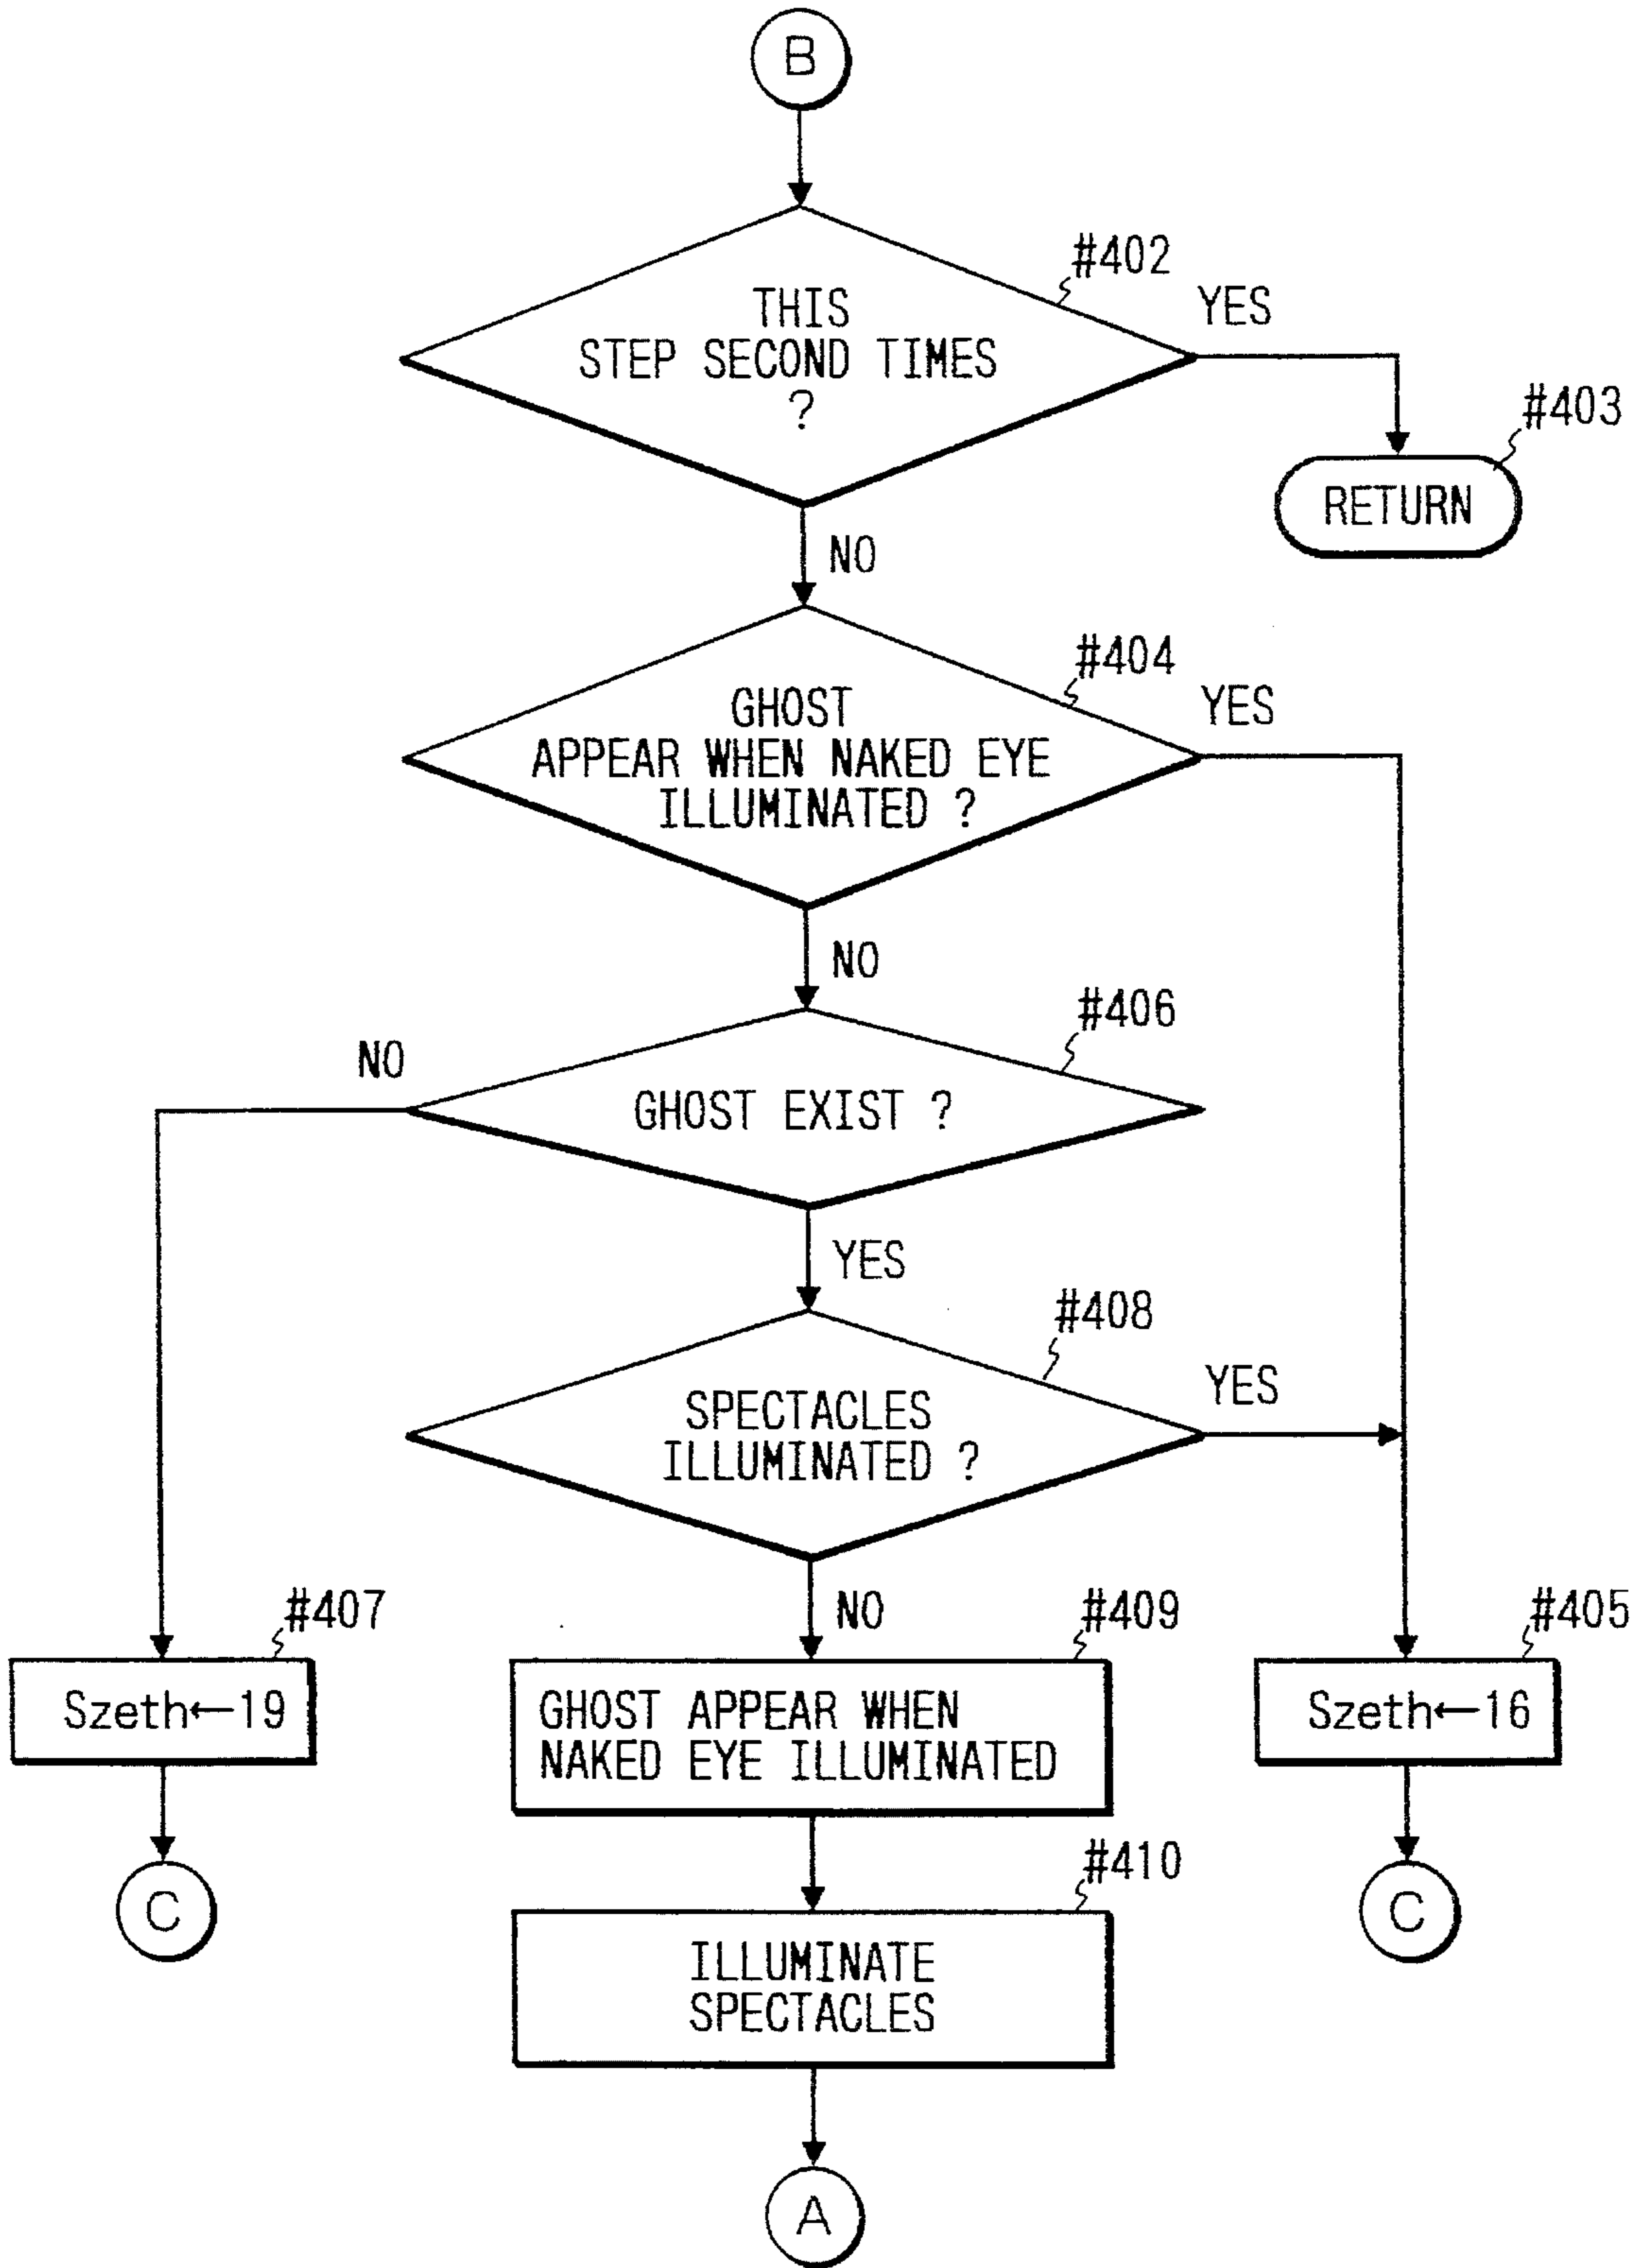 B
#402
THIS
STEP SECOND TIMES
?
YES
#403
RETURN
NO
#404
GHOST
APPEAR WHEN NAKED EYE
ILLUMINATED ?
YES
NO
#406
GHOST EXIST ?
NO
YES
#408
SPECTACLES
ILLUMINATED ?
YES
NO
#407
Szeth←19
#409
GHOST APPEAR WHEN
NAKED EYE ILLUMINATED
#405
Szeth←16
C
#410
ILLUMINATE
SPECTACLES
C
A